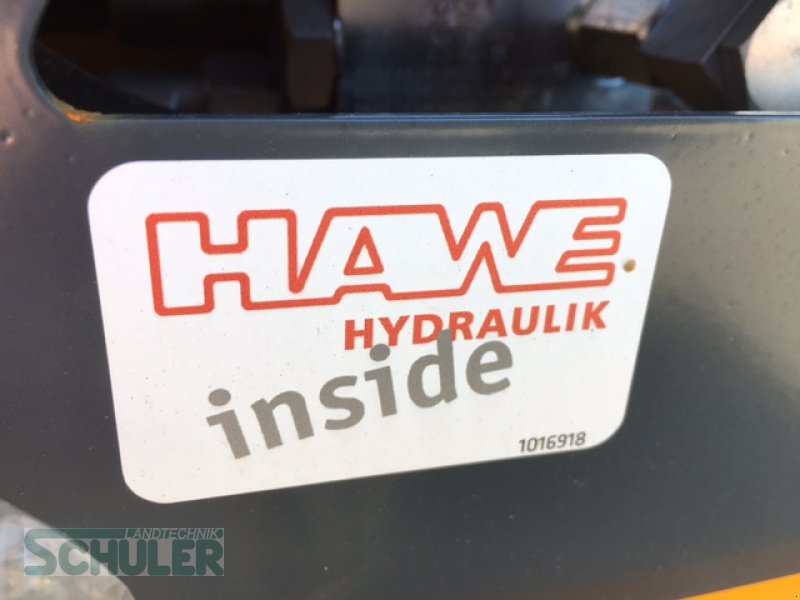 HAWE
HYDRAULIK
inside
1016918
LANDTECHNIK
SCHULER